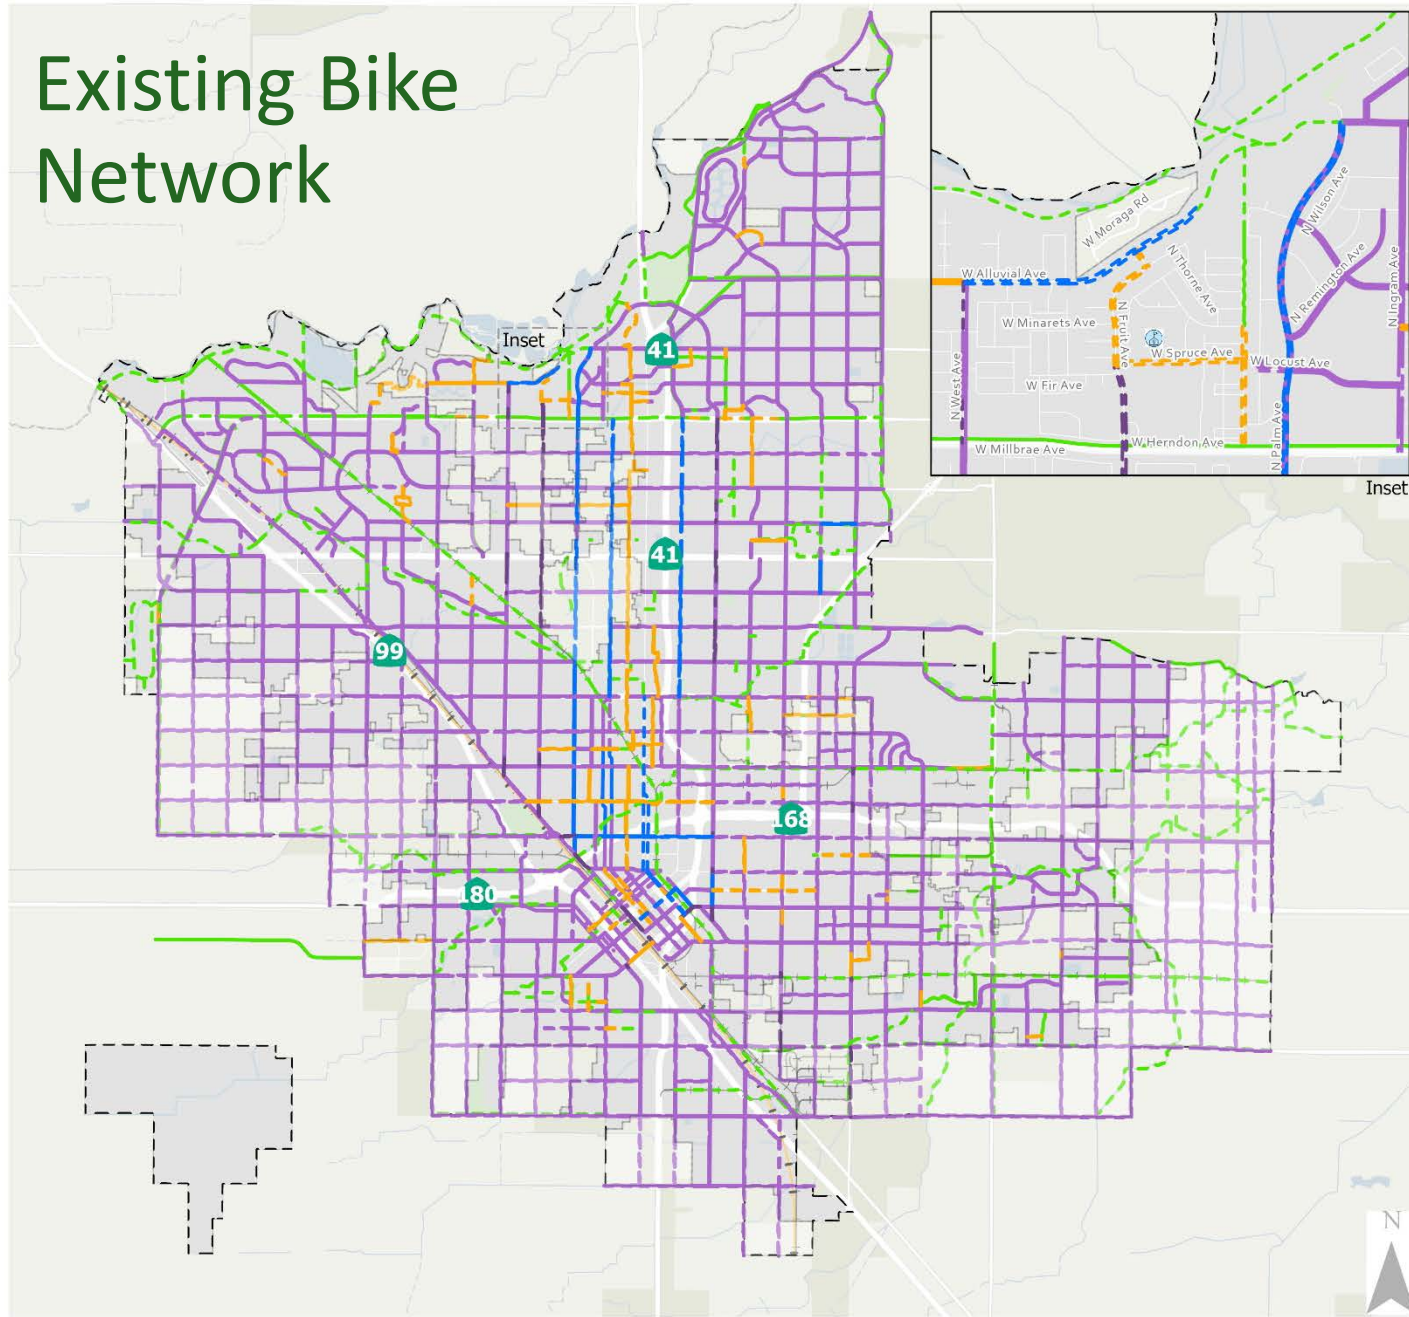 Existing Bike
Network
W Moraga Rd
N Wilson Ave
W Alluvial Ave
N Thorne Ave
N Remington Ave
N Ingram Ave
W Minarets Ave
N Fruit Ave
W Spruce Ave
W Locust Ave
N West Ave
W Fir Ave
N Palm Ave
W Herndon Ave
W Millbrae Ave
Inset
Inset
41
41
99
168
180
N